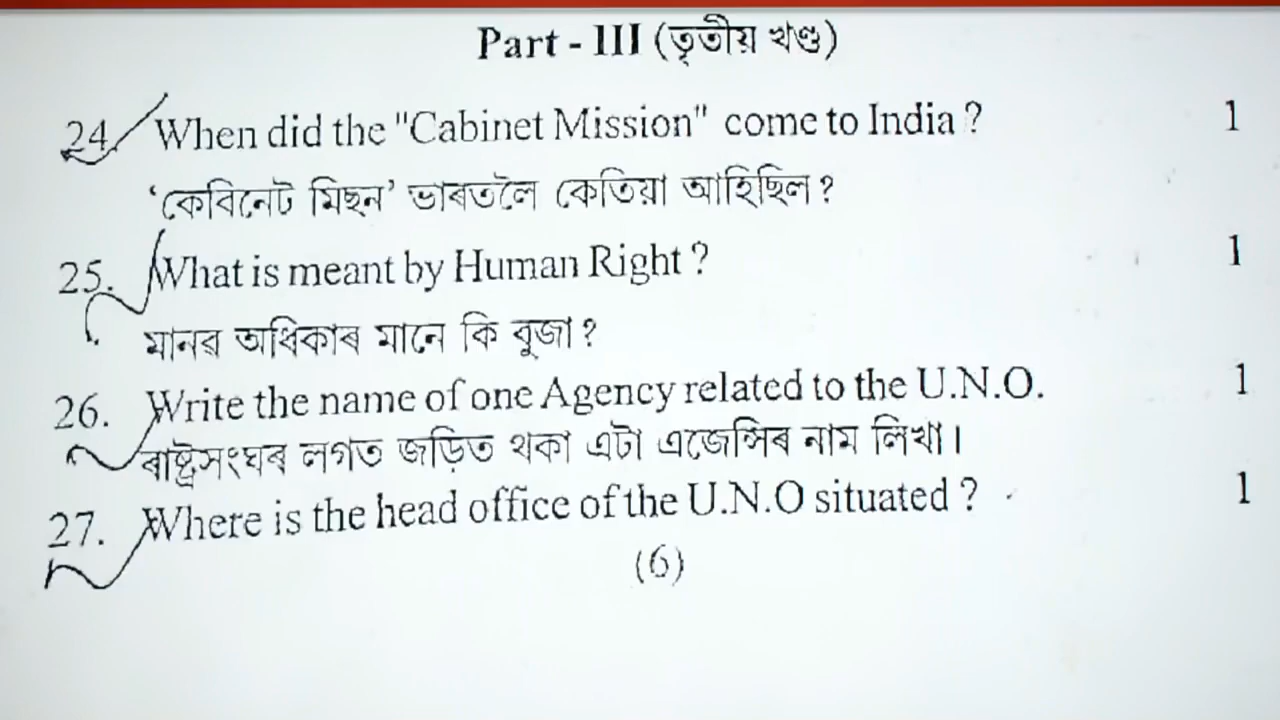 Part - III (তৃতীয় খণ্ড)
24. When did the "Cabinet Mission" come to India ? 1
‘কেবিনেট মিছন’ ভাৰতলৈ কেতিয়া আহিছিল ?
25. What is meant by Human Right ? 1
মানৱ অধিকাৰ মানে কি বুজা ?
26. Write the name of one Agency related to the U.N.O. 1
ৰাষ্ট্ৰসংঘৰ লগত জড়িত থকা এটা এজেন্সিৰ নাম লিখা।
27. Where is the head office of the U.N.O situated ? 1
(6)